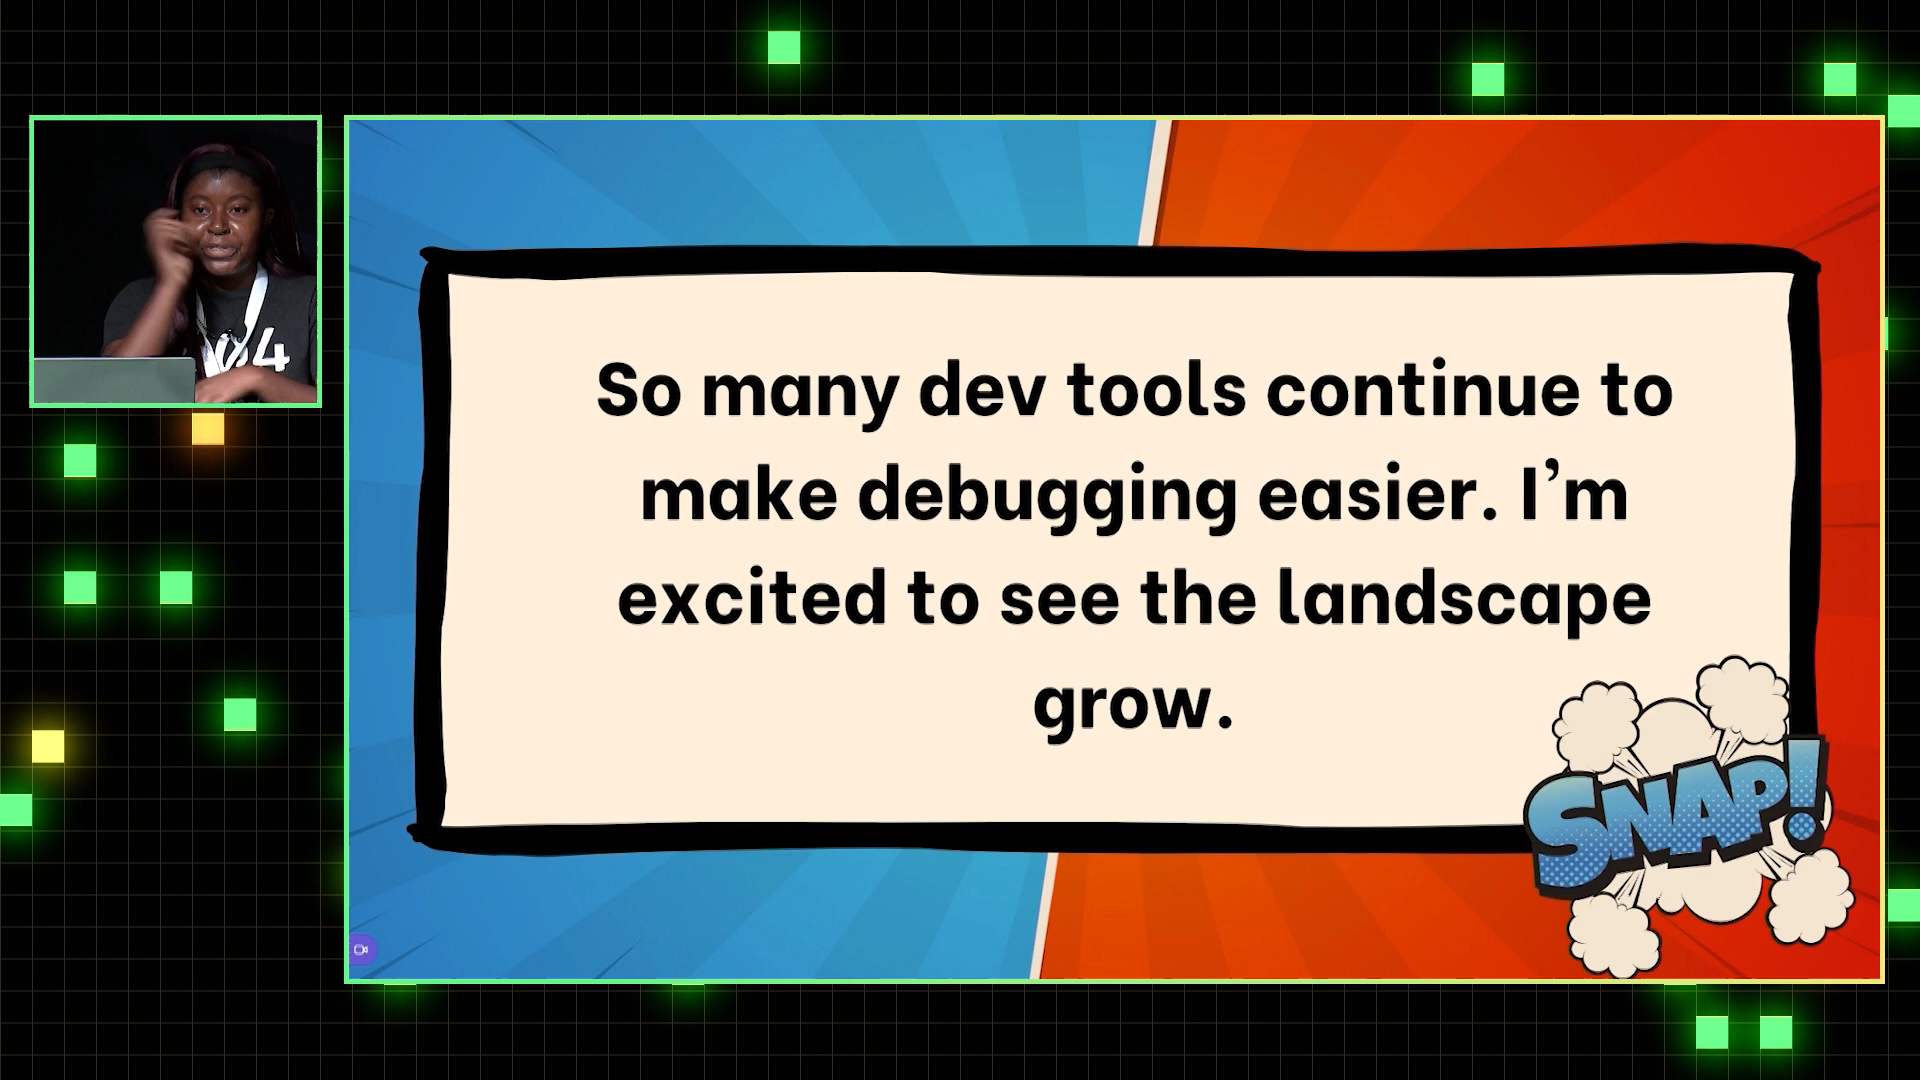 So many dev tools continue to
make debugging easier. I’m
excited to see the landscape
grow.
SNAP!